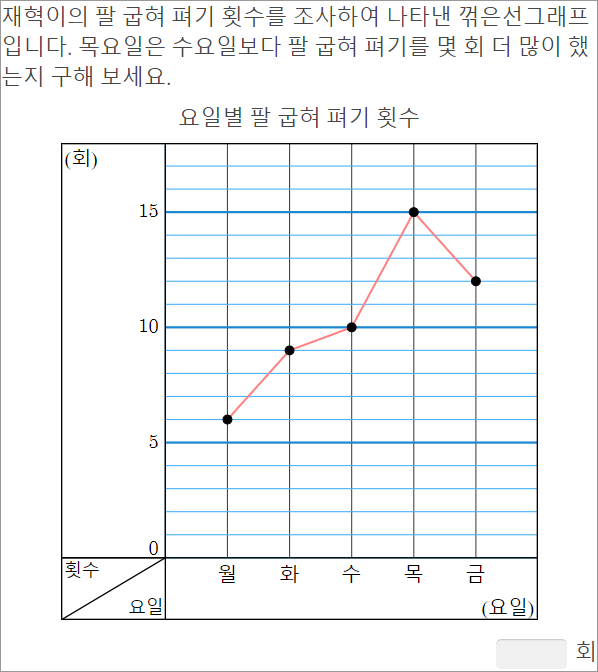 재혁이의 팔 굽혀 펴기 횟수를 조사하여 나타낸 꺾은선그래프
입니다. 목요일은 수요일보다 팔 굽혀 펴기를 몇 회 더 많이 했
는지 구해 보세요.
요일별 팔 굽혀 펴기 횟수
(회)
15
10
5
0
횟수
요일
월 화 수 목 금
(요일)
회